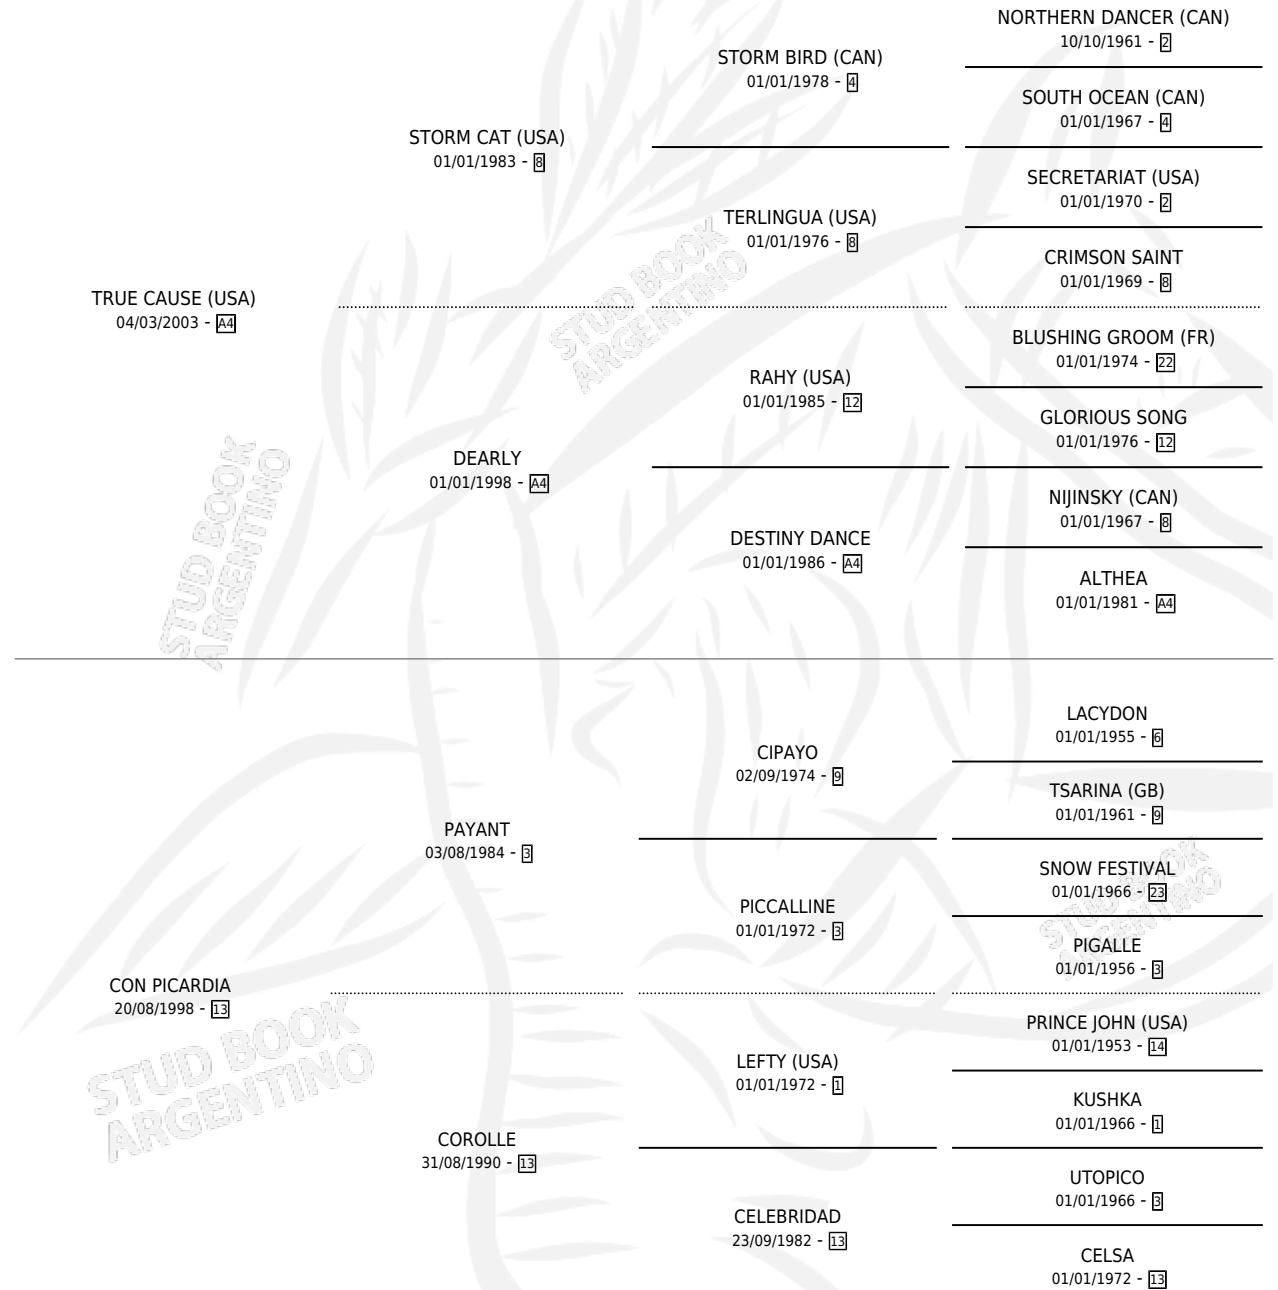 NORTHERN DANCER (CAN)
10/10/1961 - 2
STORM BIRD (CAN)
01/01/1978 - 4
SOUTH OCEAN (CAN)
01/01/1967 - 4
STORM CAT (USA)
01/01/1983 - 8
SECRETARIAT (USA)
01/01/1970 - 2
TERLINGUA (USA)
01/01/1976 - 8
CRIMSON SAINT
01/01/1969 - 8
TRUE CAUSE (USA)
04/03/2003 - A4
BLUSHING GROOM (FR)
01/01/1974 - 22
RAHY (USA)
01/01/1985 - 12
GLORIOUS SONG
01/01/1976 - 12
DEARLY
01/01/1998 - A4
NIJINSKY (CAN)
01/01/1967 - 8
DESTINY DANCE
01/01/1986 - A4
ALTHEA
01/01/1981 - A4
LACYDON
01/01/1955 - 6
CIPAYO
02/09/1974 - 9
TSARINA (GB)
01/01/1961 - 9
PAYANT
03/08/1984 - 3
SNOW FESTIVAL
01/01/1966 - 23
PICCALLINE
01/01/1972 - 3
PIGALLE
01/01/1956 - 3
CON PICARDIA
20/08/1998 - 13
PRINCE JOHN (USA)
01/01/1953 - 14
LEFTY (USA)
01/01/1972 - 1
KUSHKA
01/01/1966 - 1
COROLLE
31/08/1990 - 13
UTOPICO
01/01/1966 - 3
CELEBRIDAD
23/09/1982 - 13
CELSA
01/01/1972 - 13
STUD BOOK
ARGENTINO
STUD BOOK
ARGENTINO
STUD BOOK
ARGENTINO
STUD BOOK
ARGENTINO